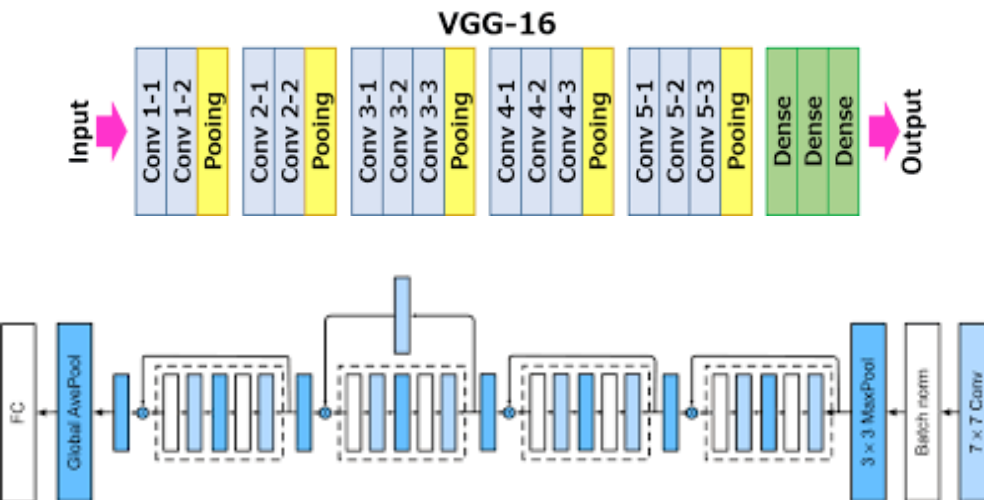 VGG-16
Input
Conv 1-1
Conv 1-2
Pooing
Conv 2-1
Conv 2-2
Pooing
Conv 3-1
Conv 3-2
Conv 3-3
Pooing
Conv 4-1
Conv 4-2
Conv 4-3
Pooing
Conv 5-1
Conv 5-2
Conv 5-3
Pooing
Dense
Dense
Dense
Output
FC
Global AvePool
3 × 3 MaxPool
Batch norm
7 × 7 Conv